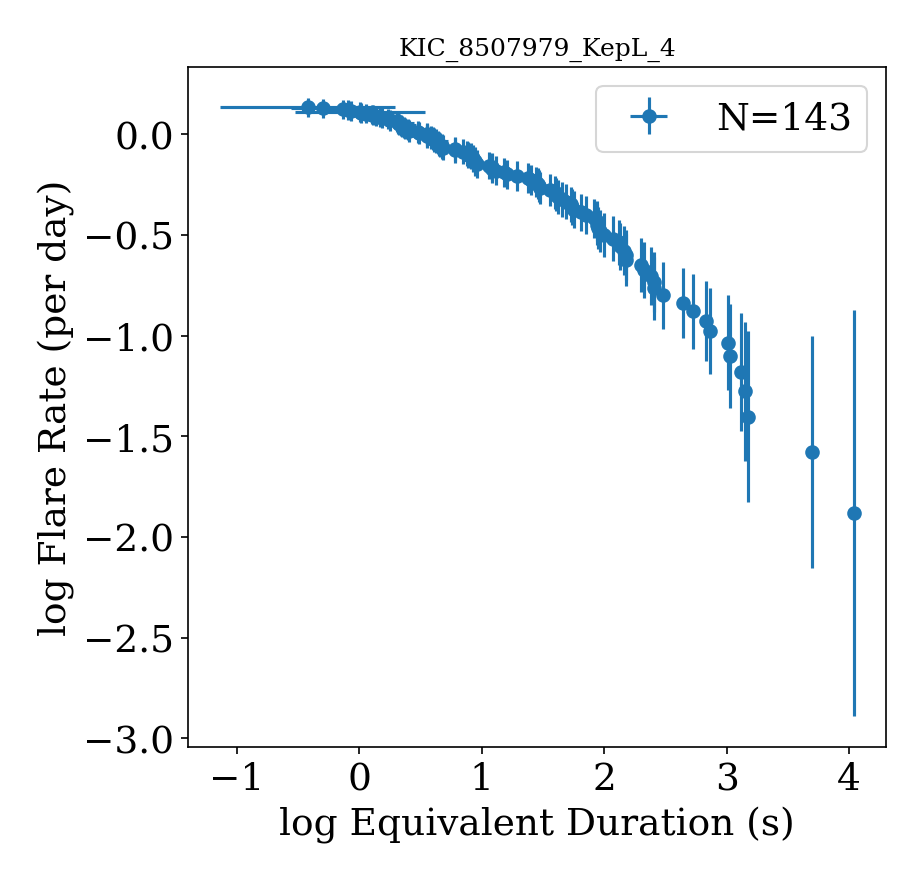 KIC_8507979_KepL_4
N=143
log Flare Rate (per day)
0.0
−0.5
−1.0
−1.5
−2.0
−2.5
−3.0
−1 0 1 2 3 4
log Equivalent Duration (s)